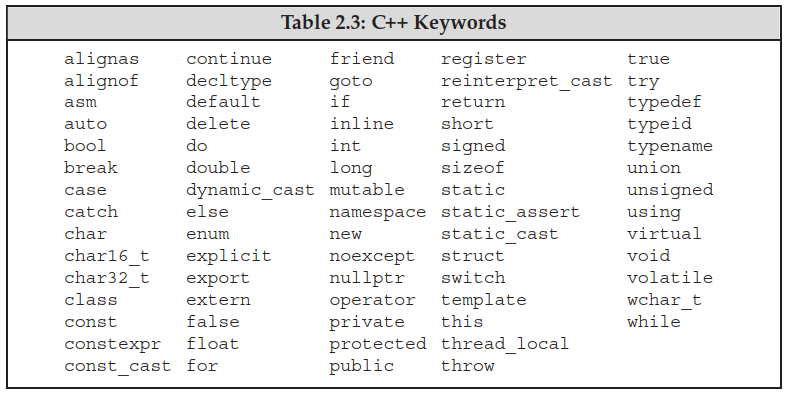 Table 2.3: C++ Keywords
alignas continue friend register true
alignof decltype goto reinterpret_cast try
asm default if return typedef
auto delete inline short typeid
bool do int signed typename
break double long sizeof union
case dynamic_cast mutable static unsigned
catch else namespace static_assert using
char enum new static_cast virtual
char16_t explicit noexcept struct void
char32_t export nullptr switch volatile
class extern operator template wchar_t
const false private this while
constexpr float protected thread_local
const_cast for public throw